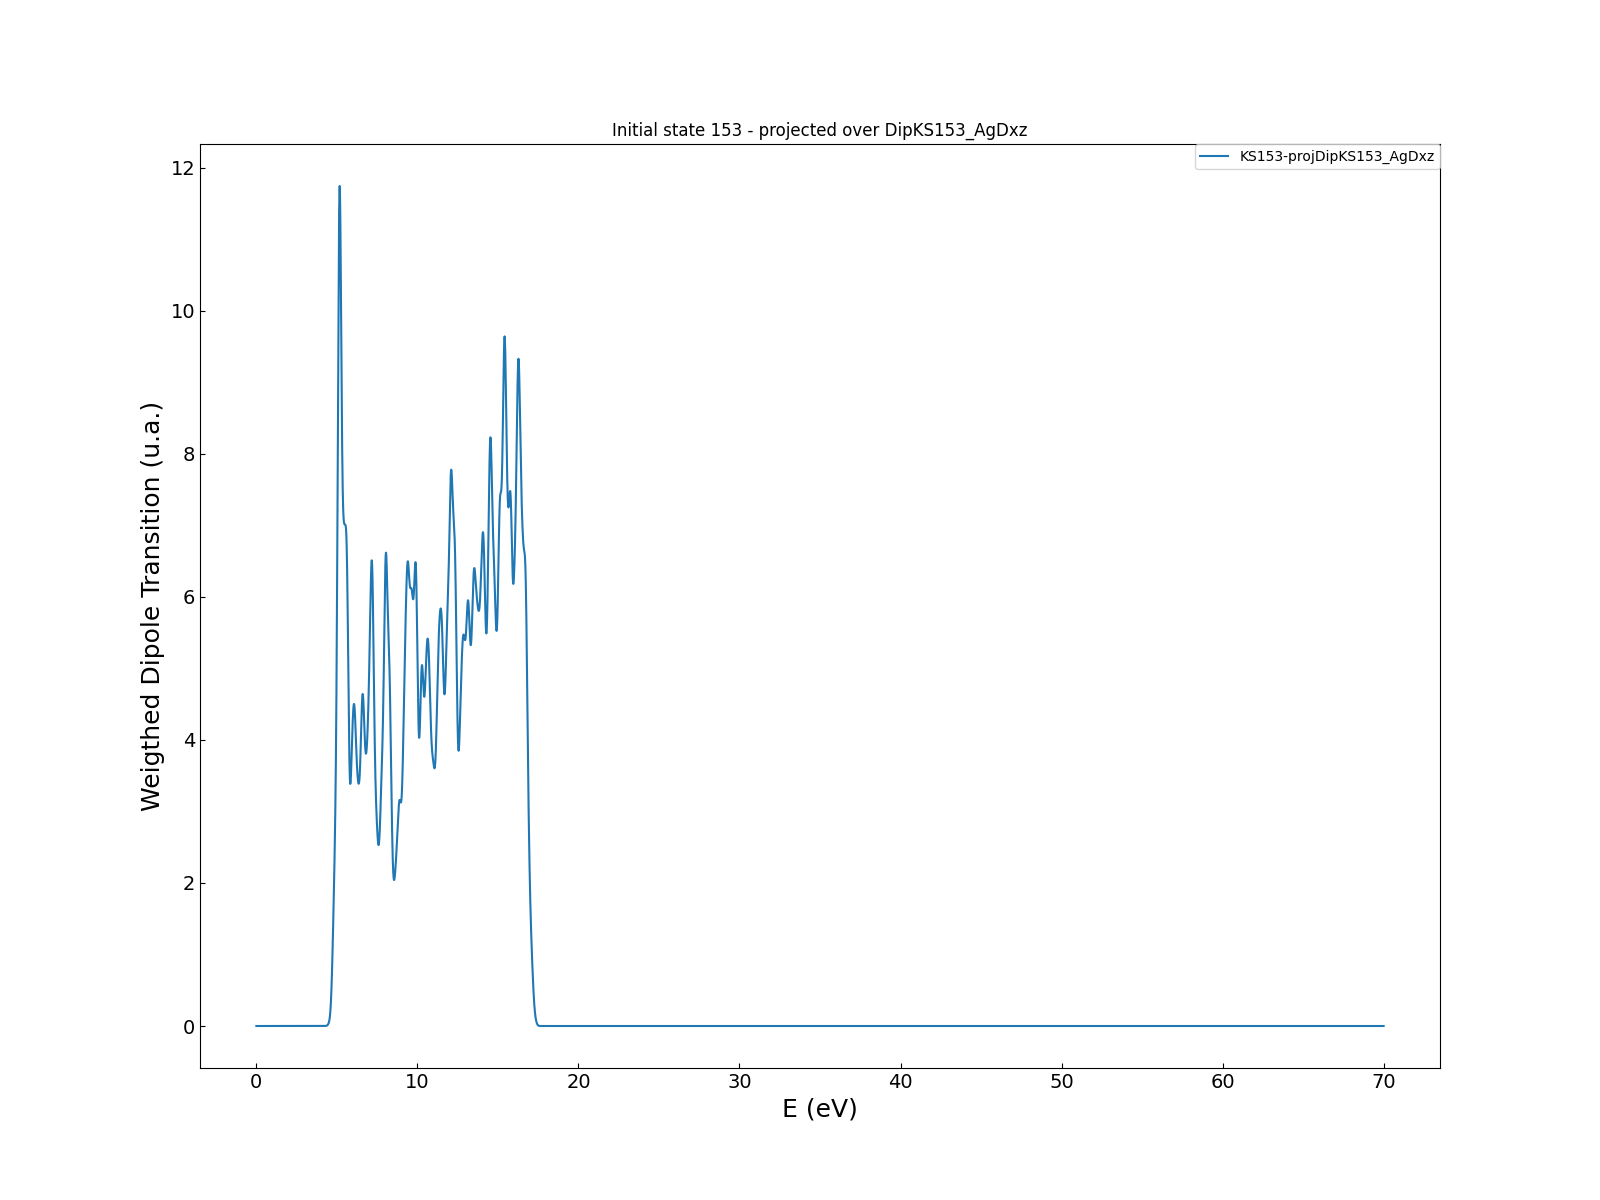 Initial state 153 - projected over DipKS153_AgDxz
KS153-projDipKS153_AgDxz
12
10
8
6
4
2
0
Weigthed Dipole Transition (u.a.)
0 10 20 30 40 50 60 70
E (eV)